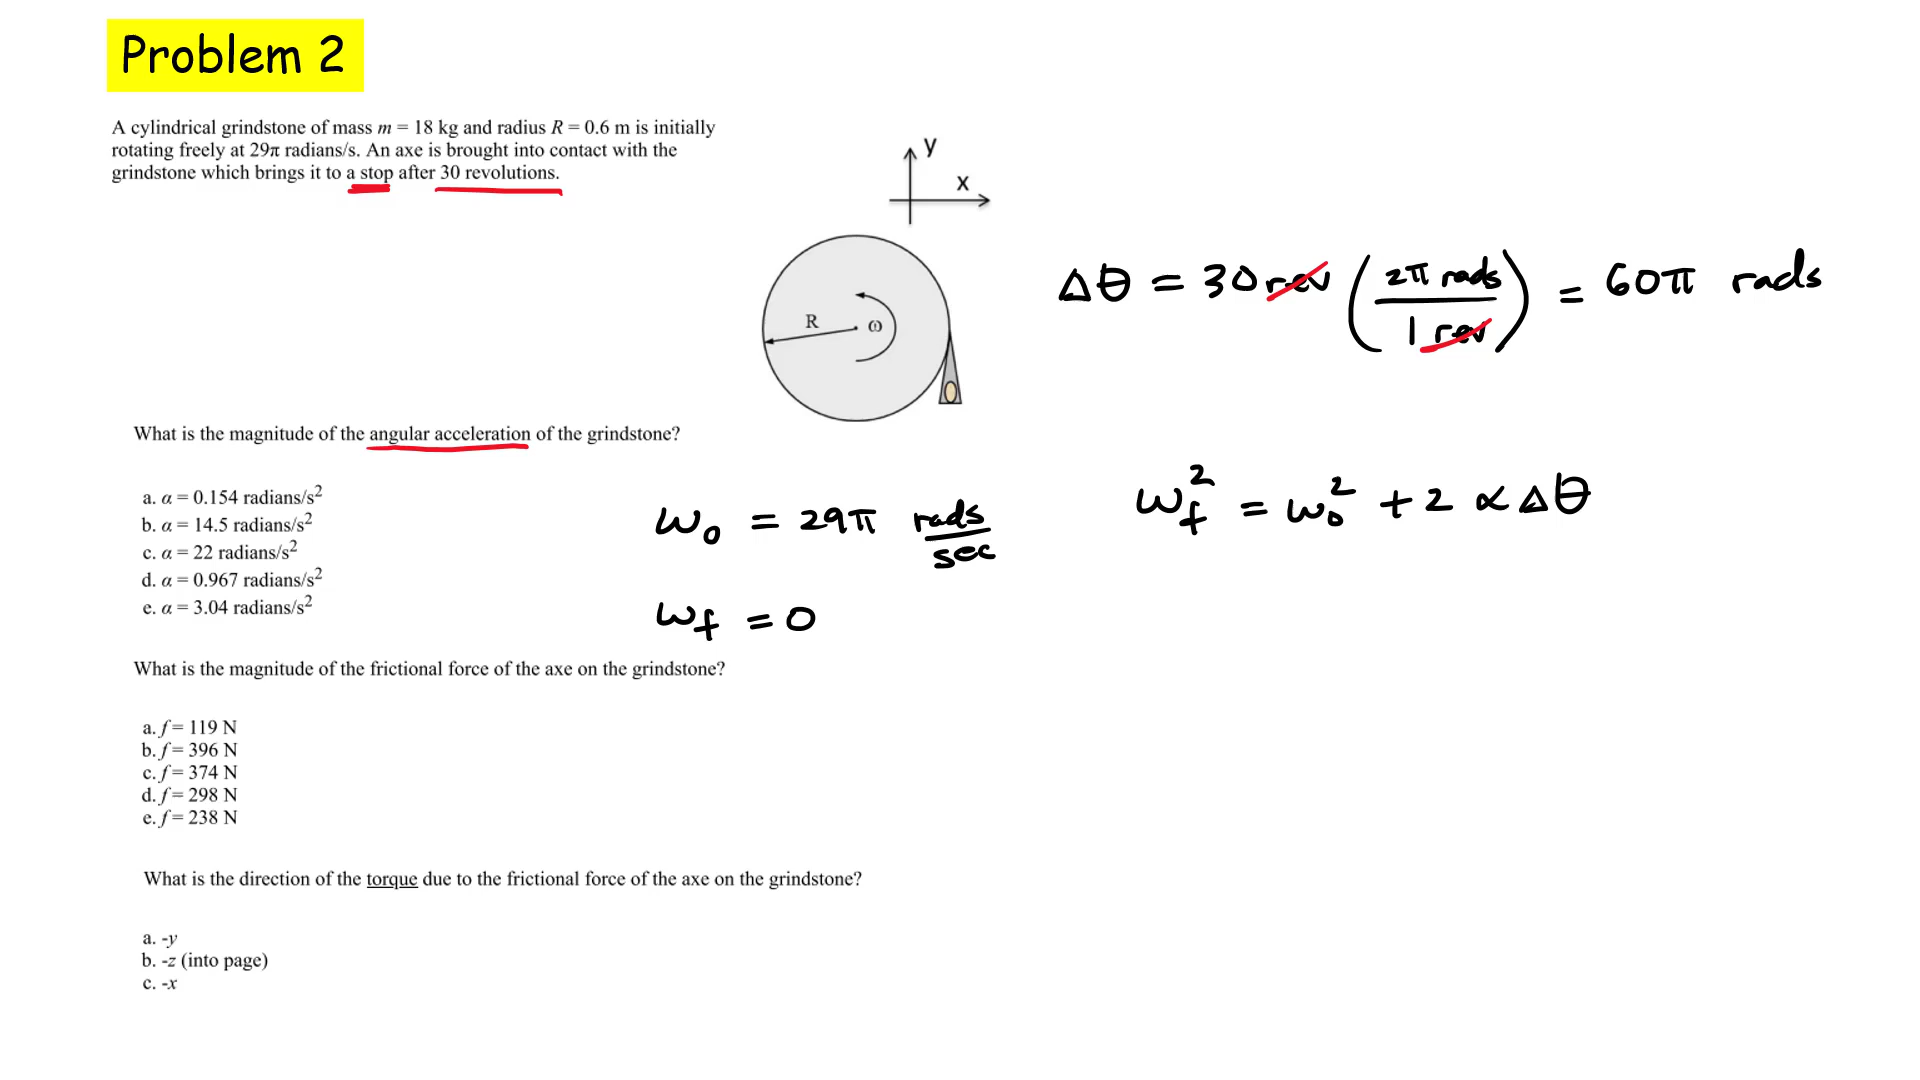 Problem 2
A cylindrical grindstone of mass m = 18 kg and radius R = 0.6 m is initially
rotating freely at 29π radians/s. An axe is brought into contact with the
grindstone which brings it to a stop after 30 revolutions.
y
x
R
ω
Δθ = 30 rev (2π rads / 1 rev) = 60π rads
What is the magnitude of the angular acceleration of the grindstone?
a. α = 0.154 radians/s²
b. α = 14.5 radians/s²
c. α = 22 radians/s²
d. α = 0.967 radians/s²
e. α = 3.04 radians/s²
ω₀ = 29π rads/sec
ω_f = 0
ω_f² = ω₀² + 2 α Δθ
What is the magnitude of the frictional force of the axe on the grindstone?
a. f = 119 N
b. f = 396 N
c. f = 374 N
d. f = 298 N
e. f = 238 N
What is the direction of the torque due to the frictional force of the axe on the grindstone?
a. -y
b. -z (into page)
c. -x